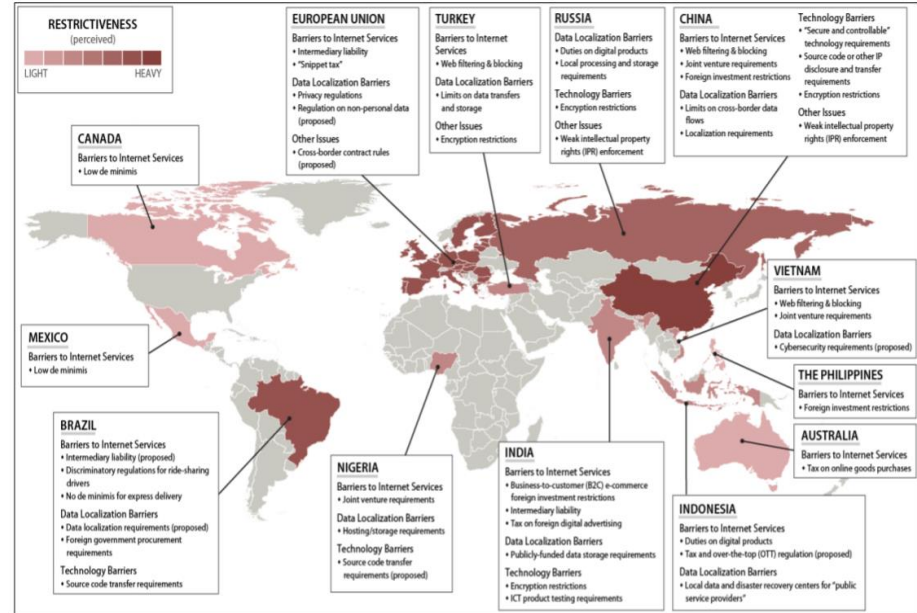 RESTRICTIVENESS
(perceived)
LIGHT
HEAVY
EUROPEAN UNION
Barriers to Internet Services
• Intermediary liability
• "Snippet tax"
Data Localization Barriers
• Privacy regulations
• Regulation on non-personal data
(proposed)
Other Issues
• Cross-border contract rules
(proposed)
TURKEY
Barriers to Internet
Services
• Web filtering & blocking
Data Localization Barriers
• Limits on data transfers
and storage
Other Issues
• Encryption restrictions
RUSSIA
Data Localization Barriers
• Duties on digital products
• Local processing and storage
requirements
Technology Barriers
• Encryption restrictions
Other Issues
• Weak intellectual property
rights (IPR) enforcement
CHINA
Barriers to Internet Services
• Web filtering & blocking
• Joint venture requirements
• Foreign investment restrictions
Data Localization Barriers
• Limits on cross-border data
flows
• Localization requirements
Technology Barriers
• "Secure and controllable"
technology requirements
• Source code or other IP
disclosure and transfer
requirements
• Encryption restrictions
Other Issues
• Weak intellectual property
rights (IPR) enforcement
CANADA
Barriers to Internet Services
• Low de minimis
MEXICO
Barriers to Internet Services
• Low de minimis
BRAZIL
Barriers to Internet Services
• Intermediary liability (proposed)
• Discriminatory regulations for ride-sharing
drivers
• No de minimis for express delivery
Data Localization Barriers
• Data localization requirements (proposed)
• Foreign government procurement
requirements
Technology Barriers
• Source code transfer requirements
NIGERIA
Barriers to Internet Services
• Joint venture requirements
Data Localization Barriers
• Hosting/storage requirements
Technology Barriers
• Source code transfer
requirements (proposed)
INDIA
Barriers to Internet Services
• Business-to-customer (B2C) e-commerce
foreign investment restrictions
• Intermediary liability
• Tax on foreign digital advertising
Data Localization Barriers
• Publicly-funded data storage requirements
Technology Barriers
• Encryption restrictions
• ICT product testing requirements
VIETNAM
Barriers to Internet Services
• Web filtering & blocking
• Joint venture requirements
Data Localization Barriers
• Cybersecurity requirements (proposed)
THE PHILIPPINES
Barriers to Internet Services
• Foreign investment restrictions
AUSTRALIA
Barriers to Internet Services
• Tax on online goods purchases
INDONESIA
Barriers to Internet Services
• Duties on digital products
• Tax and over-the-top (OTT) regulation (proposed)
Data Localization Barriers
• Local data and disaster recovery centers for "public
service providers"